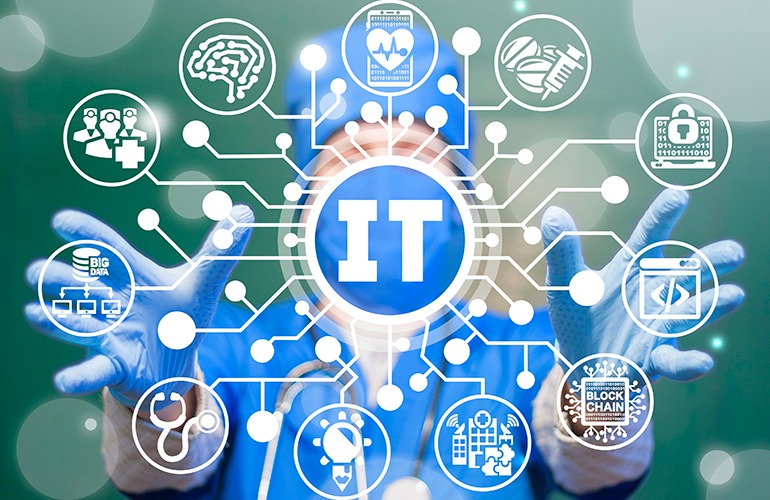 IT
BIG
DATA
</>
BLOCK
CHAIN